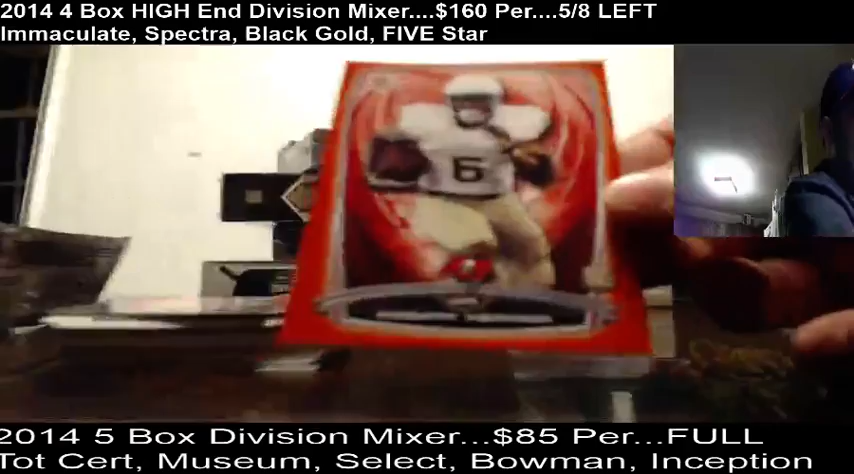 2014 4 Box HIGH End Division Mixer....$160 Per....5/8 LEFT
Immaculate, Spectra, Black Gold, FIVE Star
6
2014 5 Box Division Mixer...$85 Per...FULL
Tot Cert, Museum, Select, Bowman, Inception